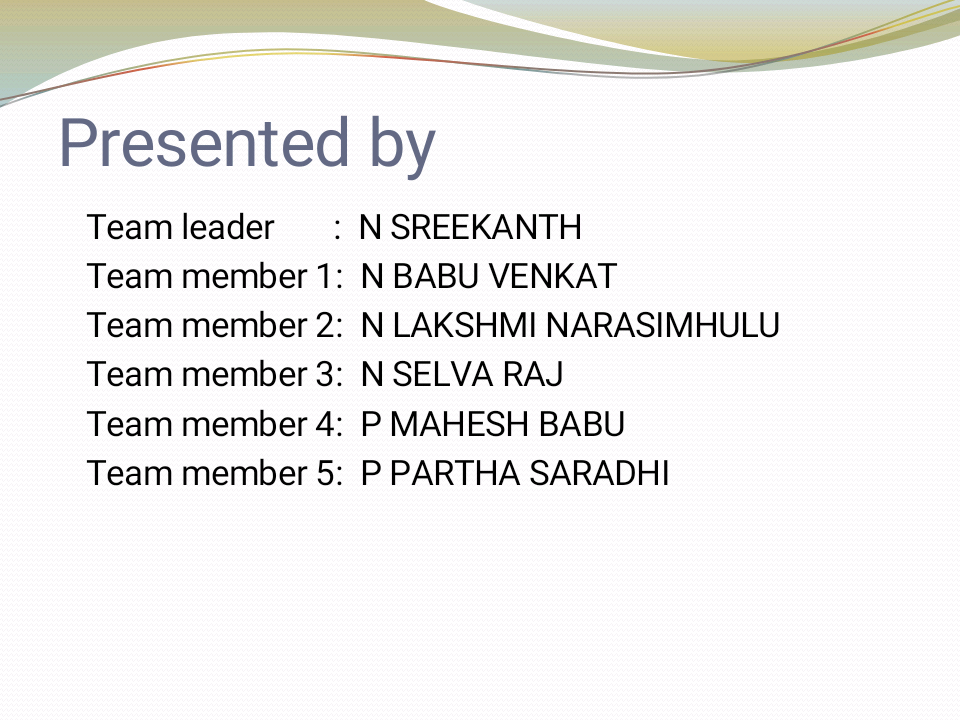 Presented by
Team leader : N SREEKANTH
Team member 1: N BABU VENKAT
Team member 2: N LAKSHMI NARASIMHULU
Team member 3: N SELVA RAJ
Team member 4: P MAHESH BABU
Team member 5: P PARTHA SARADHI